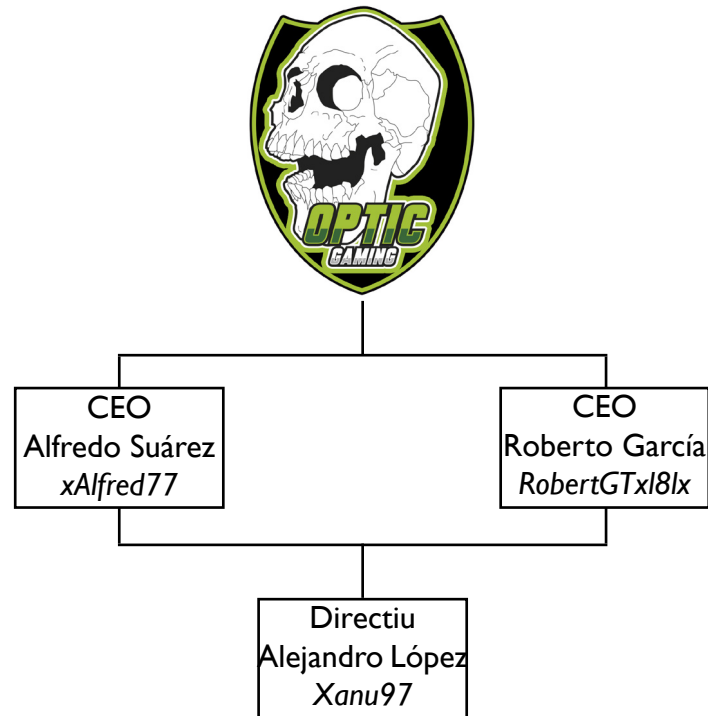 OPTIC
GAMING
CEO
Alfredo Suárez
xAlfred77
CEO
Roberto García
RobertGTxl8lx
Directiu
Alejandro López
Xanu97